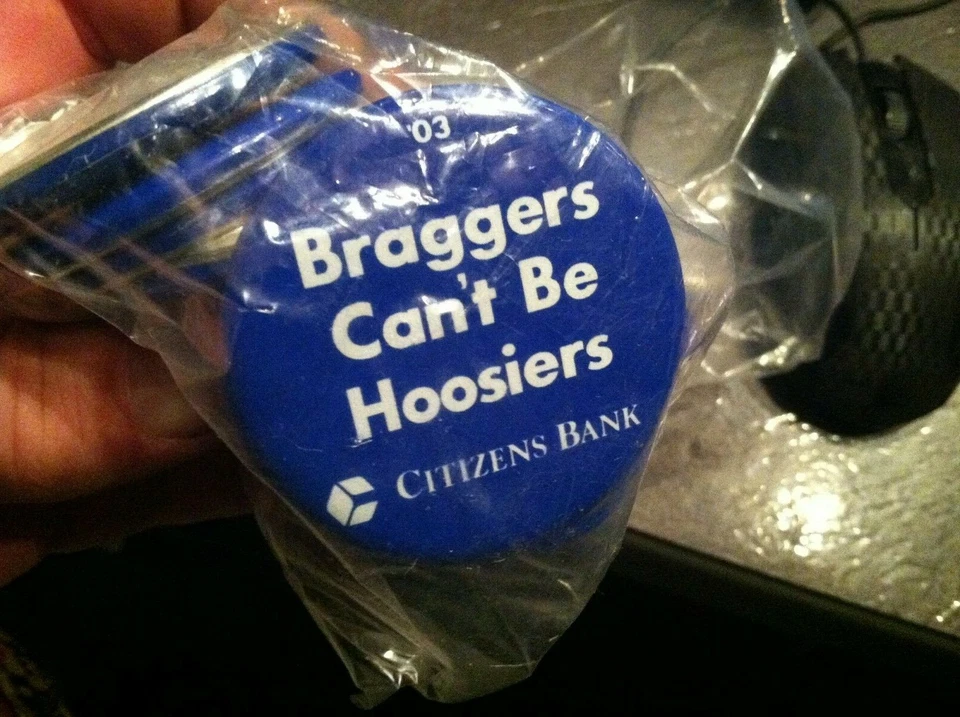 '03
Braggers
Can't Be
Hoosiers
CITIZENS BANK